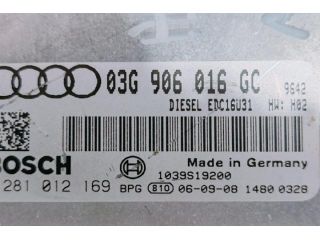 03G 906 016 GC 9642
DIESEL EDC16U31 HW: H02
BOSCH
Made in Germany
1039S19200
281 012 169 BPG 810 06-09-08 1480 0328